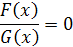 F(x)/G(x) = 0